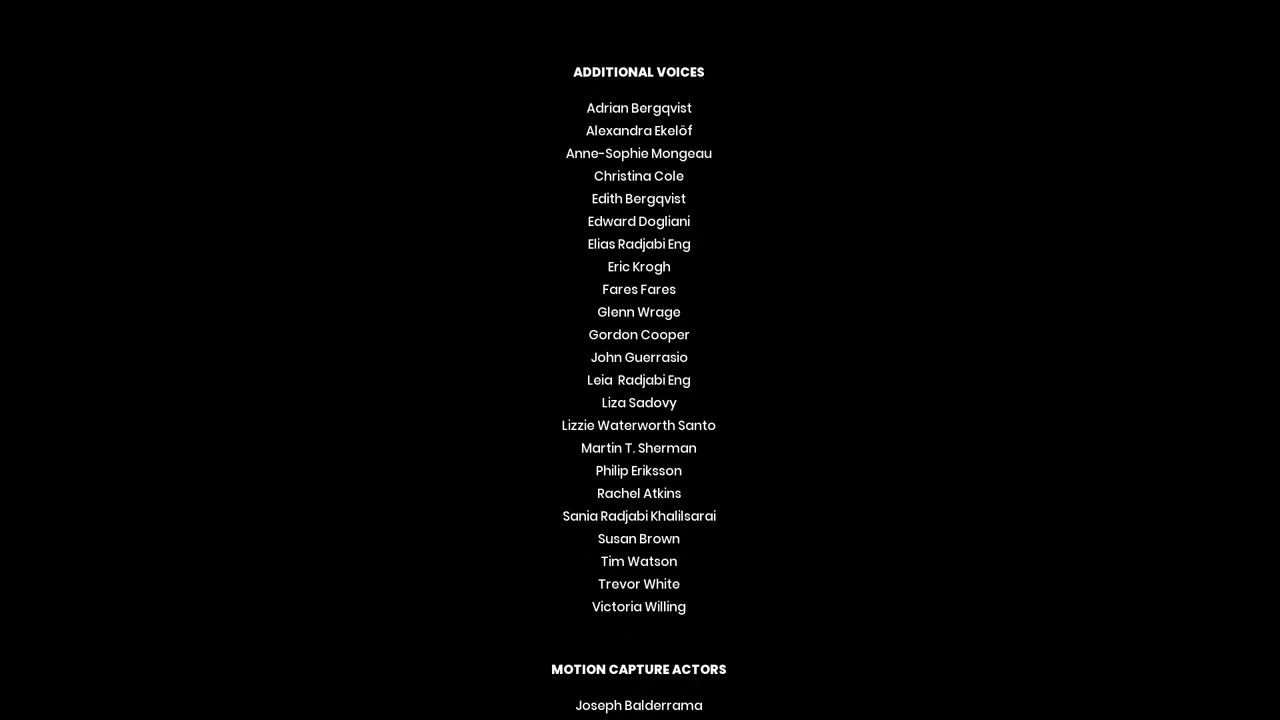 ADDITIONAL VOICES
Adrian Bergqvist
Alexandra Ekelöf
Anne-Sophie Mongeau
Christina Cole
Edith Bergqvist
Edward Dogliani
Elias Radjabi Eng
Eric Krogh
Fares Fares
Glenn Wrage
Gordon Cooper
John Guerrasio
Leia  Radjabi Eng
Liza Sadovy
Lizzie Waterworth Santo
Martin T. Sherman
Philip Eriksson
Rachel Atkins
Sania Radjabi Khalilsarai
Susan Brown
Tim Watson
Trevor White
Victoria Willing
MOTION CAPTURE ACTORS
Joseph Balderrama